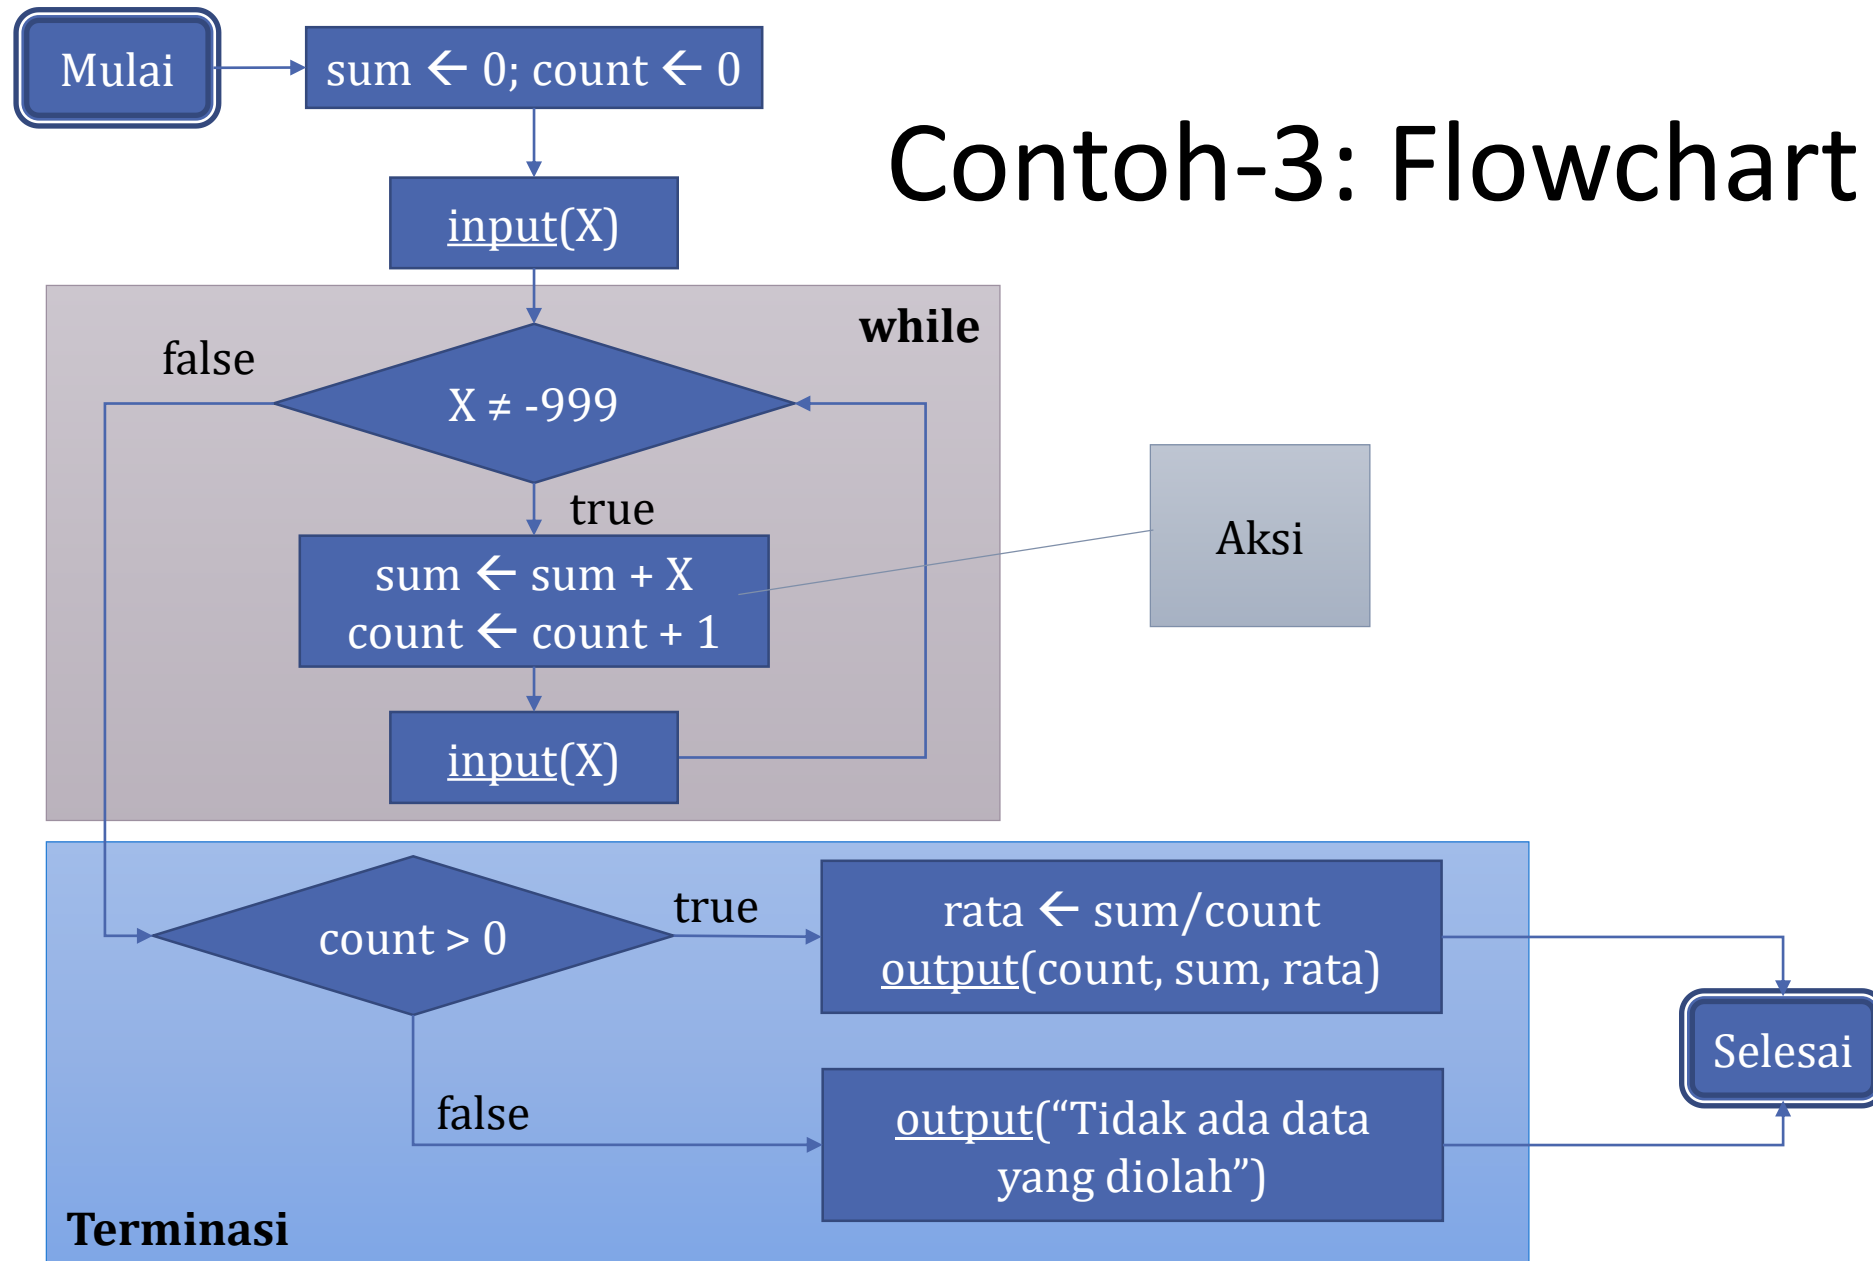 Mulai
sum ← 0; count ← 0
Contoh-3: Flowchart
input(X)
while
false
X ≠ -999
true
Aksi
sum ← sum + X
count ← count + 1
input(X)
count > 0
true
rata ← sum/count
output(count, sum, rata)
Selesai
false
output(“Tidak ada data
yang diolah”)
Terminasi